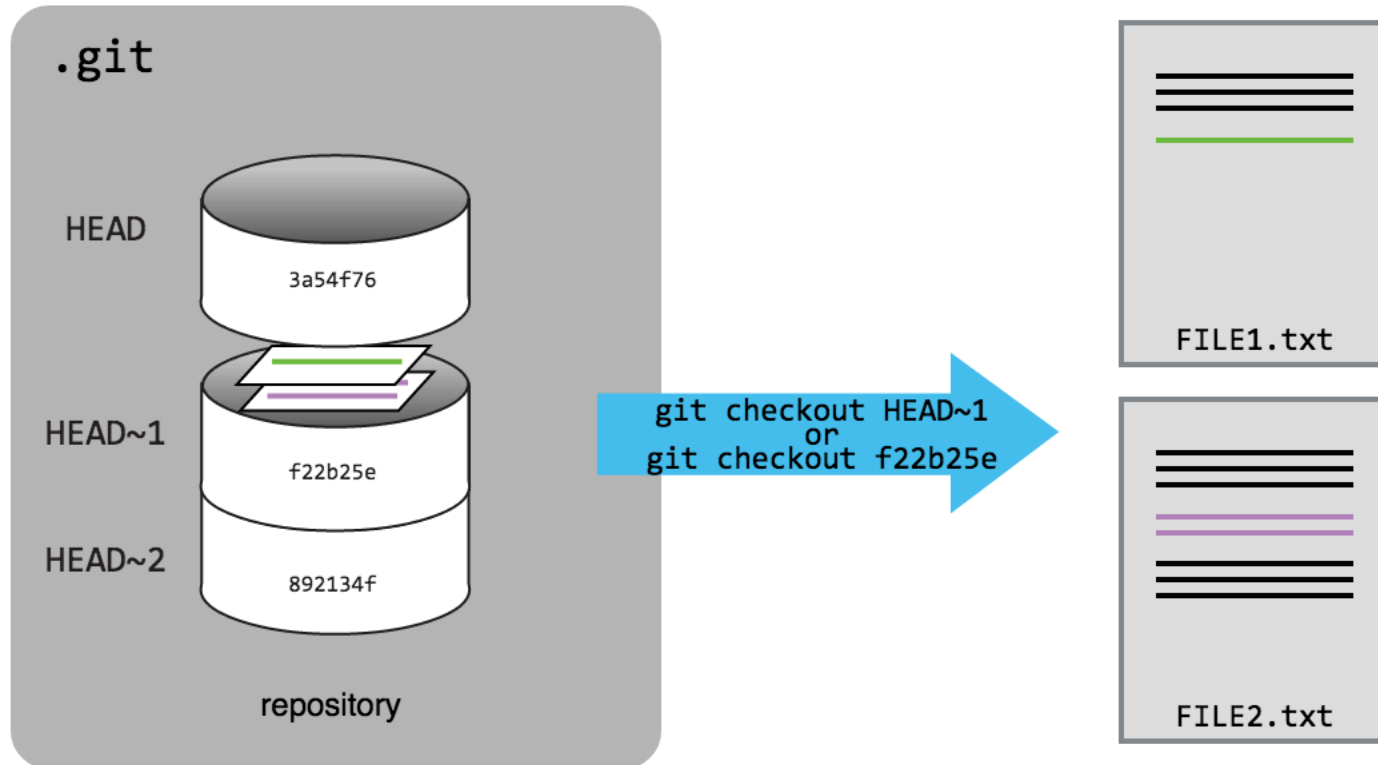 .git
HEAD
3a54f76
HEAD~1
f22b25e
HEAD~2
892134f
repository
git checkout HEAD~1
or
git checkout f22b25e
FILE1.txt
FILE2.txt